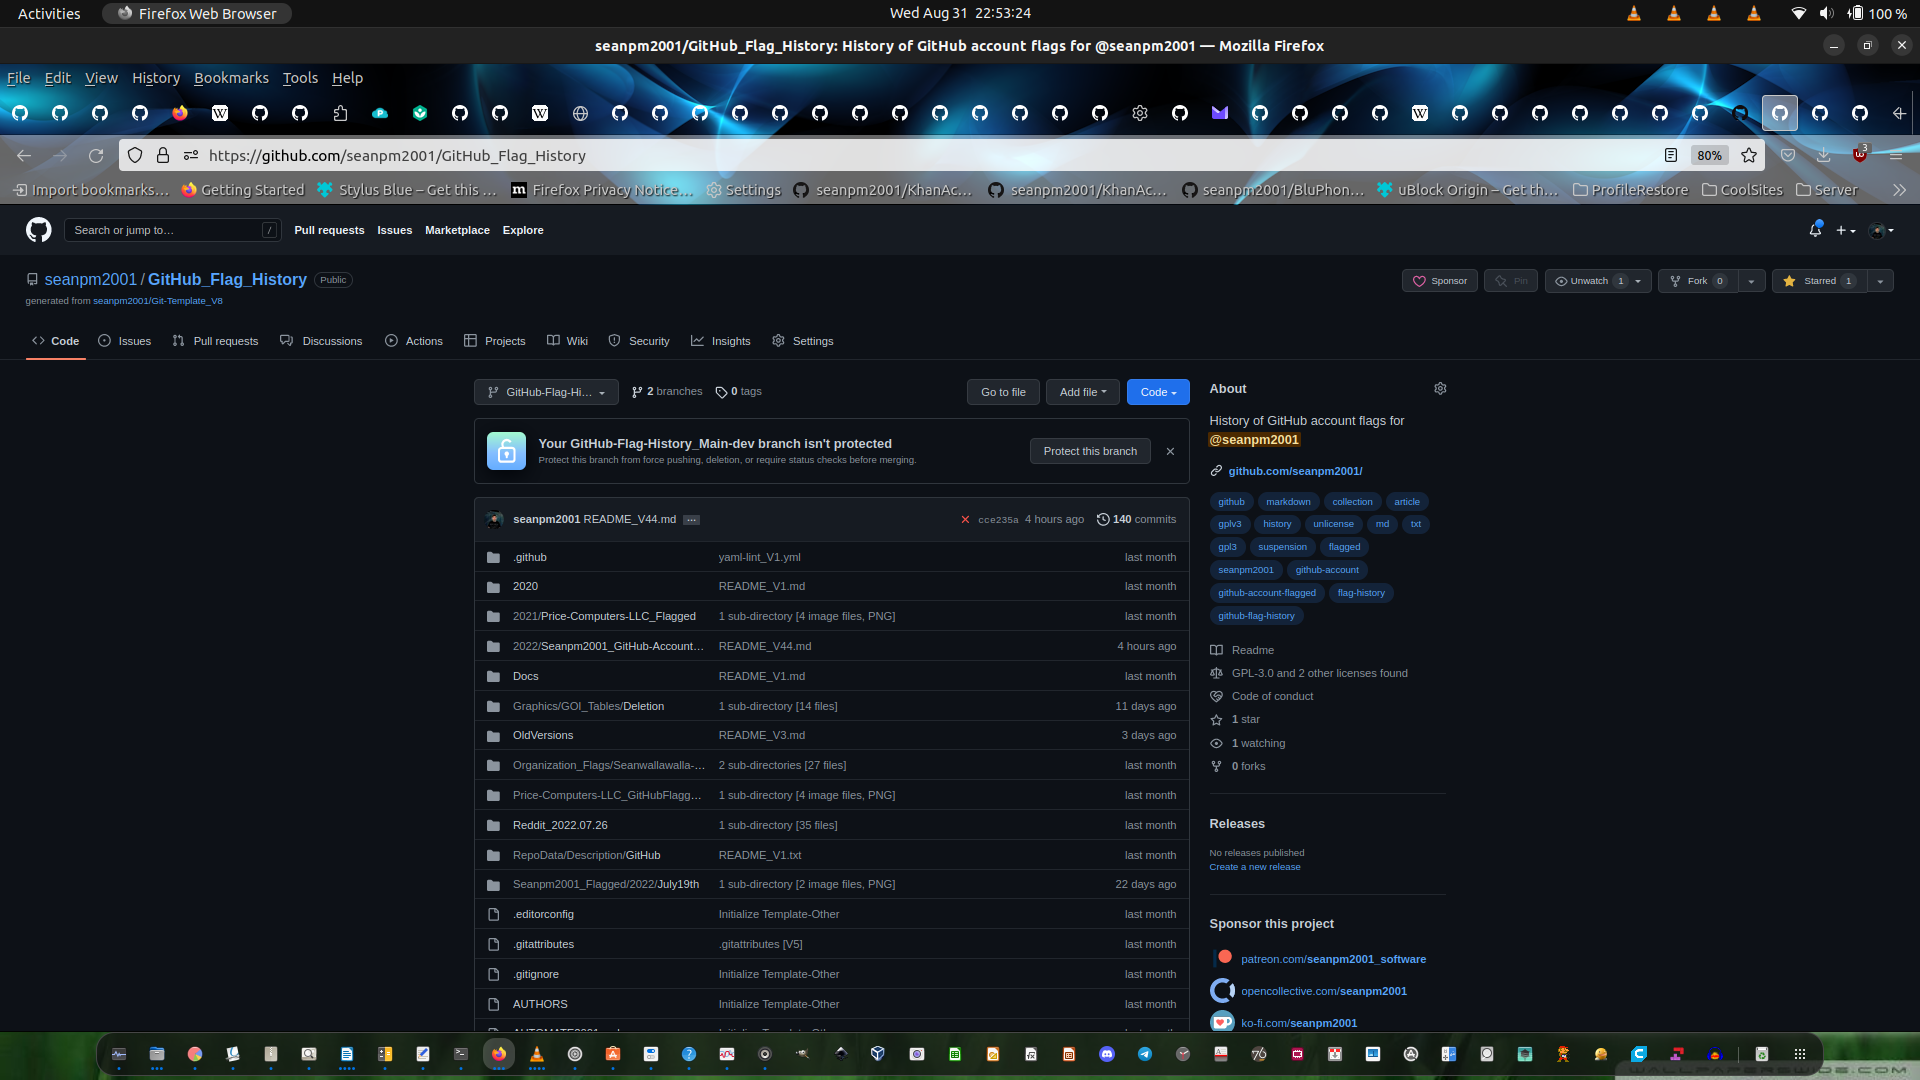 Activities Firefox Web Browser Wed Aug 31 22:53:24 100 %
seanpm2001/GitHub_Flag_History: History of GitHub account flags for @seanpm2001 — Mozilla Firefox
File Edit View History Bookmarks Tools Help
https://github.com/seanpm2001/GitHub_Flag_History 80% 3
Import bookmarks… Getting Started Stylus Blue – Get this … Firefox Privacy Notice… Settings seanpm2001/KhanAc… seanpm2001/KhanAc… seanpm2001/BluPhon… uBlock Origin – Get th… ProfileRestore CoolSites Server
Search or jump to… / Pull requests Issues Marketplace Explore
seanpm2001 / GitHub_Flag_History Public Sponsor Pin Unwatch 1 Fork 0 Starred 1
generated from seanpm2001/Git-Template_V8
Code Issues Pull requests Discussions Actions Projects Wiki Security Insights Settings
GitHub-Flag-Hi… 2 branches 0 tags Go to file Add file Code
Your GitHub-Flag-History_Main-dev branch isn't protected
Protect this branch from force pushing, deletion, or require status checks before merging.
Protect this branch
seanpm2001 README_V44.md … cce235a 4 hours ago 140 commits
.github yaml-lint_V1.yml last month
2020 README_V1.md last month
2021/Price-Computers-LLC_Flagged 1 sub-directory [4 image files, PNG] last month
2022/Seanpm2001_GitHub-Account… README_V44.md 4 hours ago
Docs README_V1.md last month
Graphics/GOI_Tables/Deletion 1 sub-directory [14 files] 11 days ago
OldVersions README_V3.md 3 days ago
Organization_Flags/Seanwallawalla-… 2 sub-directories [27 files] last month
Price-Computers-LLC_GitHubFlagg… 1 sub-directory [4 image files, PNG] last month
Reddit_2022.07.26 1 sub-directory [35 files] last month
RepoData/Description/GitHub README_V1.txt last month
Seanpm2001_Flagged/2022/July19th 1 sub-directory [2 image files, PNG] 22 days ago
.editorconfig Initialize Template-Other last month
.gitattributes .gitattributes [V5] last month
.gitignore Initialize Template-Other last month
AUTHORS Initialize Template-Other last month
About
History of GitHub account flags for
@seanpm2001
github.com/seanpm2001/
github markdown collection article
gplv3 history unlicense md txt
gpl3 suspension flagged
seanpm2001 github-account
github-account-flagged flag-history
github-flag-history
Readme
GPL-3.0 and 2 other licenses found
Code of conduct
1 star
1 watching
0 forks
Releases
No releases published
Create a new release
Sponsor this project
patreon.com/seanpm2001_software
opencollective.com/seanpm2001
ko-fi.com/seanpm2001
WALLPAPERSWIDE.COM